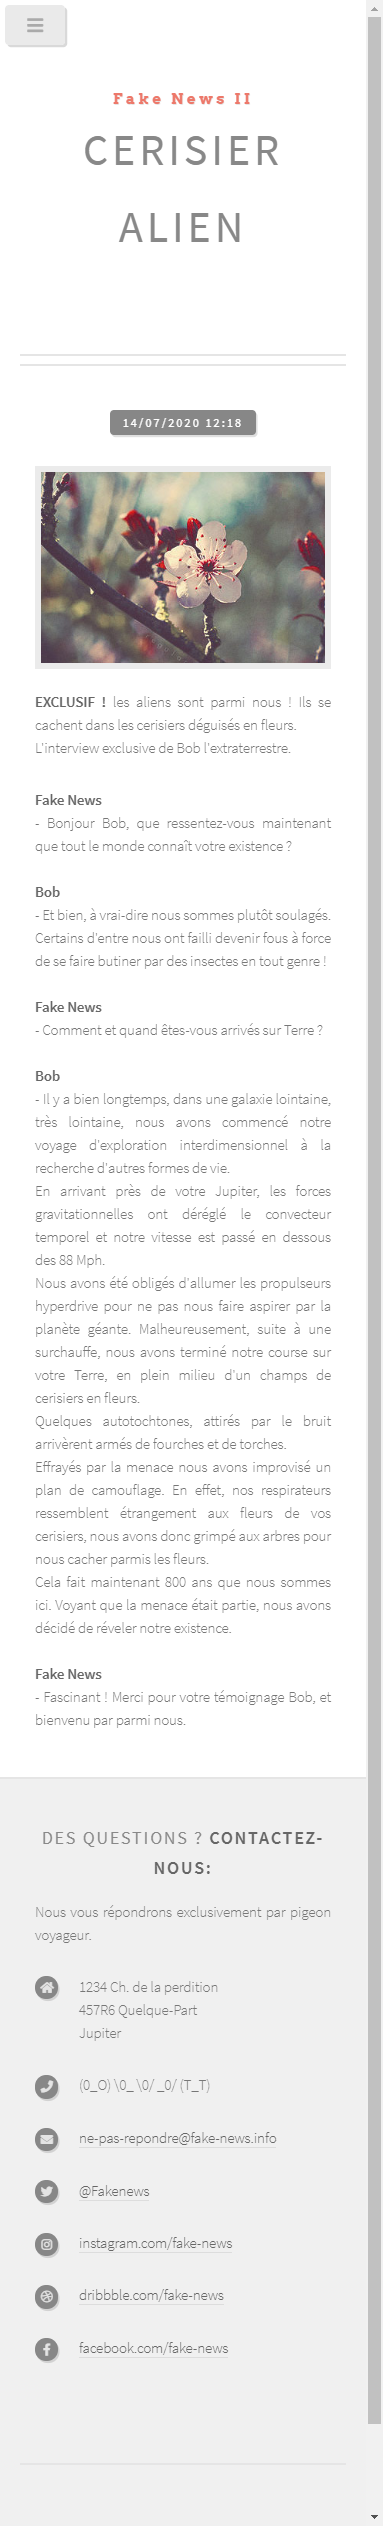 Fake News II
CERISIER
ALIEN
14/07/2020 12:18
EXCLUSIF ! les aliens sont parmi nous ! Ils se
cachent dans les cerisiers déguisés en fleurs.
L'interview exclusive de Bob l'extraterrestre.
Fake News
- Bonjour Bob, que ressentez-vous maintenant
que tout le monde connaît votre existence ?
Bob
- Et bien, à vrai-dire nous sommes plutôt soulagés.
Certains d'entre nous ont failli devenir fous à force
de se faire butiner par des insectes en tout genre !
Fake News
- Comment et quand êtes-vous arrivés sur Terre ?
Bob
- Il y a bien longtemps, dans une galaxie lointaine,
très lointaine, nous avons commencé notre
voyage d'exploration interdimensionnel à la
recherche d'autres formes de vie.
En arrivant près de votre Jupiter, les forces
gravitationnelles ont déréglé le convecteur
temporel et notre vitesse est passé en dessous
des 88 Mph.
Nous avons été obligés d'allumer les propulseurs
hyperdrive pour ne pas nous faire aspirer par la
planète géante. Malheureusement, suite à une
surchauffe, nous avons terminé notre course sur
votre Terre, en plein milieu d'un champs de
cerisiers en fleurs.
Quelques autotochtones, attirés par le bruit
arrivèrent armés de fourches et de torches.
Effrayés par la menace nous avons improvisé un
plan de camouflage. En effet, nos respirateurs
ressemblent étrangement aux fleurs de vos
cerisiers, nous avons donc grimpé aux arbres pour
nous cacher parmis les fleurs.
Cela fait maintenant 800 ans que nous sommes
ici. Voyant que la menace était partie, nous avons
décidé de réveler notre existence.
Fake News
- Fascinant ! Merci pour votre témoignage Bob, et
bienvenu par parmi nous.
DES QUESTIONS ? CONTACTEZ-
NOUS:
Nous vous répondrons exclusivement par pigeon
voyageur.
1234 Ch. de la perdition
457R6 Quelque-Part
Jupiter
(0_O) \0_ \0/ _0/ (T_T)
ne-pas-repondre@fake-news.info
@Fakenews
instagram.com/fake-news
dribbble.com/fake-news
facebook.com/fake-news